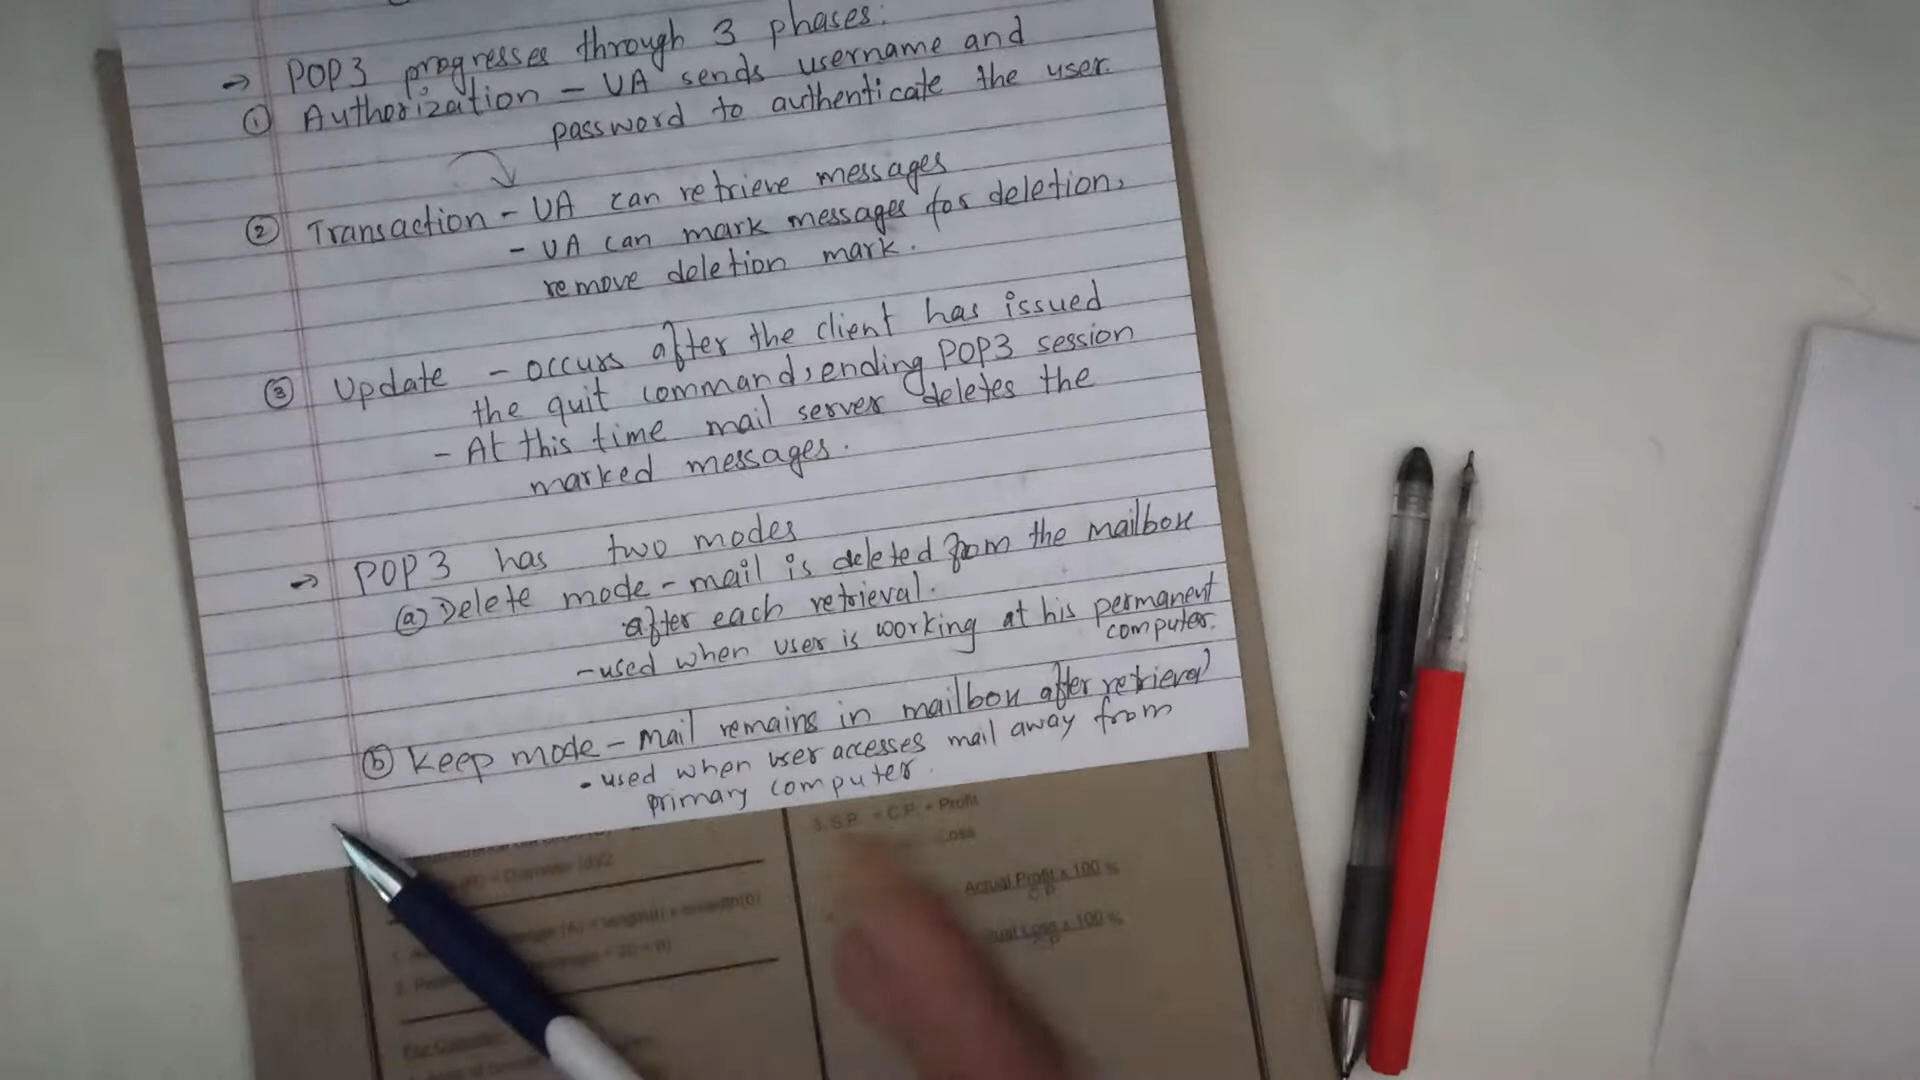 → POP3 progresses through 3 phases:
① Authorization - UA sends username and
password to authenticate the user.
② Transaction - UA can retrieve messages
- UA can mark messages for deletion,
remove deletion mark.
③ Update - occurs after the client has issued
the quit command, ending POP3 session
- At this time mail server deletes the
marked messages.
→ POP3 has two modes
ⓐ Delete mode - mail is deleted from the mailbox
after each retrieval.
- used when user is working at his permanent
computer.
ⓑ Keep mode - mail remains in mailbox after retrieval
- used when user accesses mail away from
primary computer.
3. S.P. = C.P. + Profit
Loss
Actual Profit x 100 %
C.P
Loss x 100 %